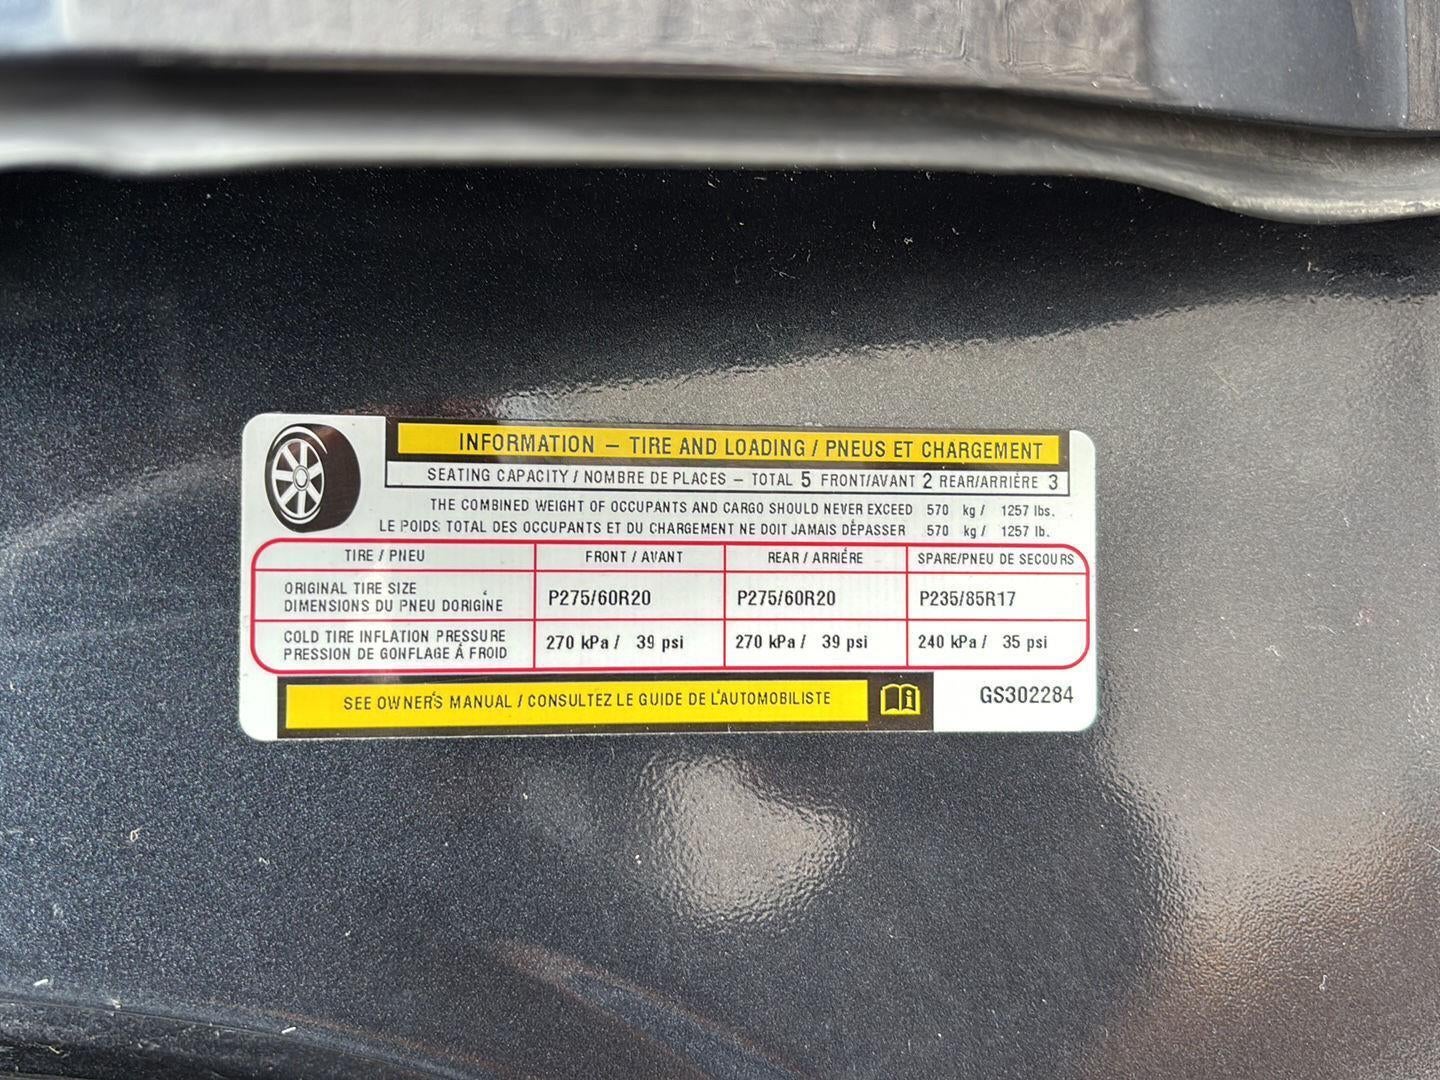 INFORMATION – TIRE AND LOADING / PNEUS ET CHARGEMENT
SEATING CAPACITY / NOMBRE DE PLACES – TOTAL 5 FRONT/AVANT 2 REAR/ARRIÈRE 3
THE COMBINED WEIGHT OF OCCUPANTS AND CARGO SHOULD NEVER EXCEED 570 kg / 1257 lbs.
LE POIDS TOTAL DES OCCUPANTS ET DU CHARGEMENT NE DOIT JAMAIS DÉPASSER 570 kg / 1257 lb.
TIRE / PNEU FRONT / AVANT REAR / ARRIÉRE SPARE/PNEU DE SECOURS
ORIGINAL TIRE SIZE
DIMENSIONS DU PNEU D'ORIGINE P275/60R20 P275/60R20 P235/85R17
COLD TIRE INFLATION PRESSURE
PRESSION DE GONFLAGE À FROID 270 kPa / 39 psi 270 kPa / 39 psi 240 kPa / 35 psi
SEE OWNER'S MANUAL / CONSULTEZ LE GUIDE DE L'AUTOMOBILISTE
GS302284